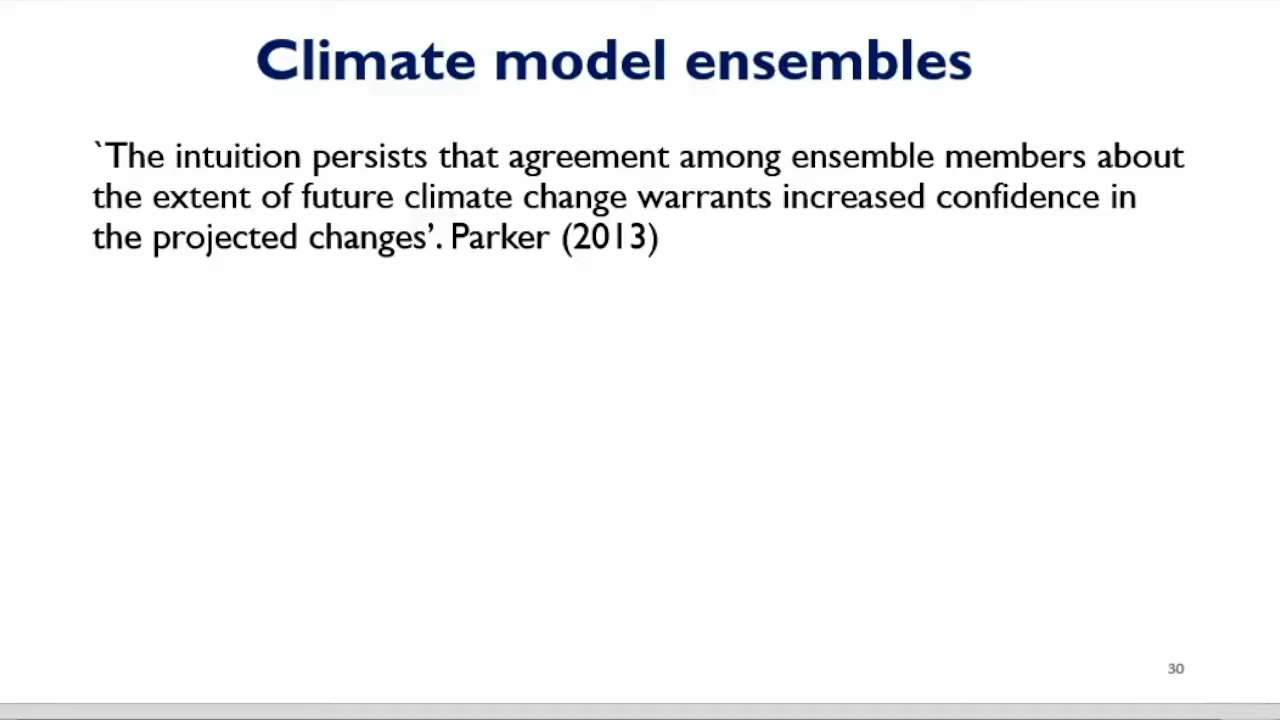 Climate model ensembles
`The intuition persists that agreement among ensemble members about
the extent of future climate change warrants increased confidence in
the projected changes’. Parker (2013)
30